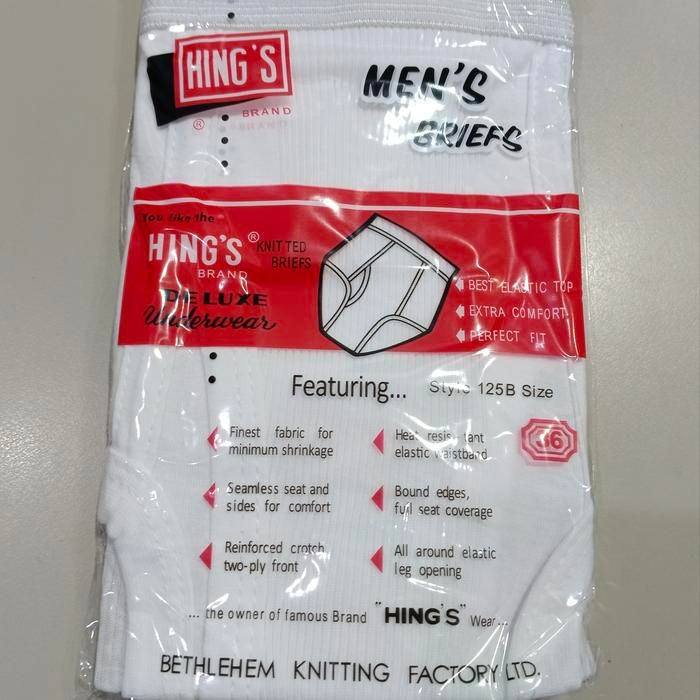 HING'S
® BRAND
MEN'S
BRIEFS
You like the
HING'S® KNITTED
BRIEFS
BRAND
DE LUXE
Underwear
BEST ELASTIC TOP
EXTRA COMFORT
PERFECT FIT
Featuring... Style 125B Size
36
Finest fabric for
minimum shrinkage
Heat resistant
elastic waistband
Seamless seat and
sides for comfort
Bound edges,
full seat coverage
Reinforced crotch
two-ply front
All around elastic
leg opening
... the owner of famous Brand "HING'S" Wear...
BETHLEHEM KNITTING FACTORY LTD.